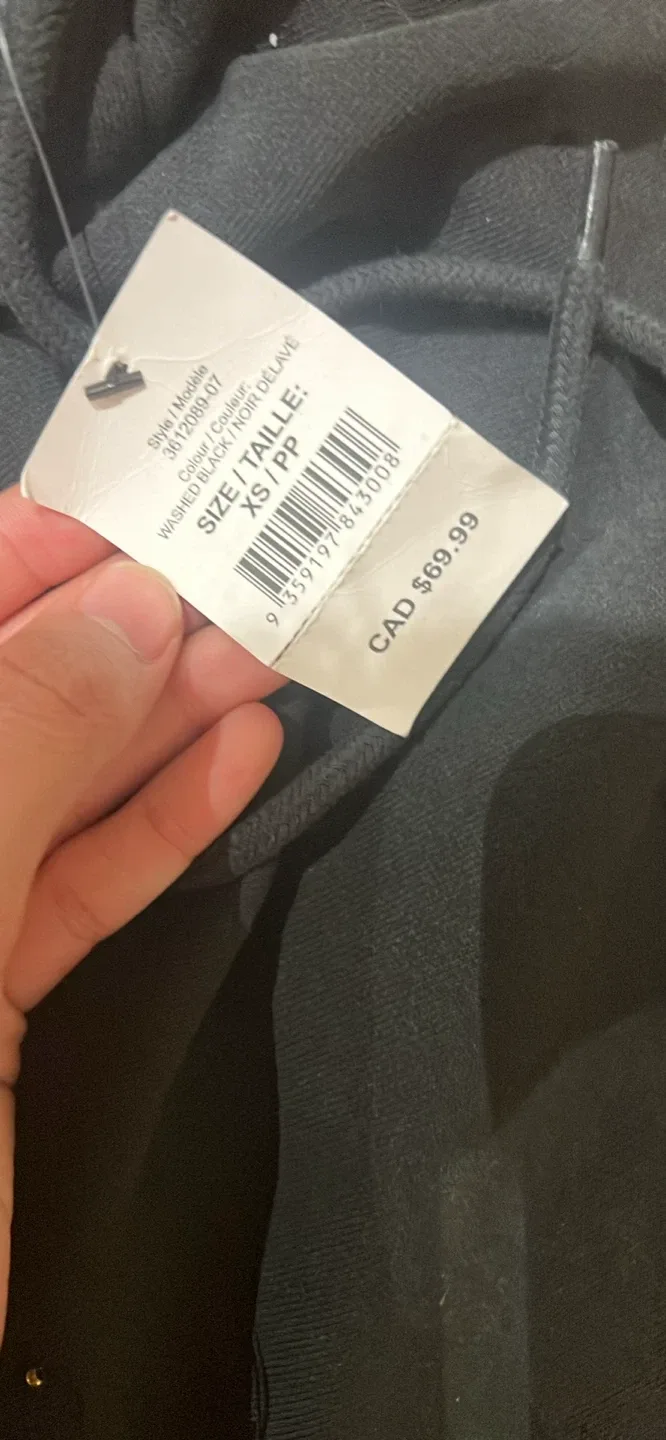 Style / Modèle
3612089-07
Colour / Couleur:
WASHED BLACK / NOIR DÉLAVÉ
SIZE / TAILLE:
XS / PP
9 359197 843008
CAD $69.99